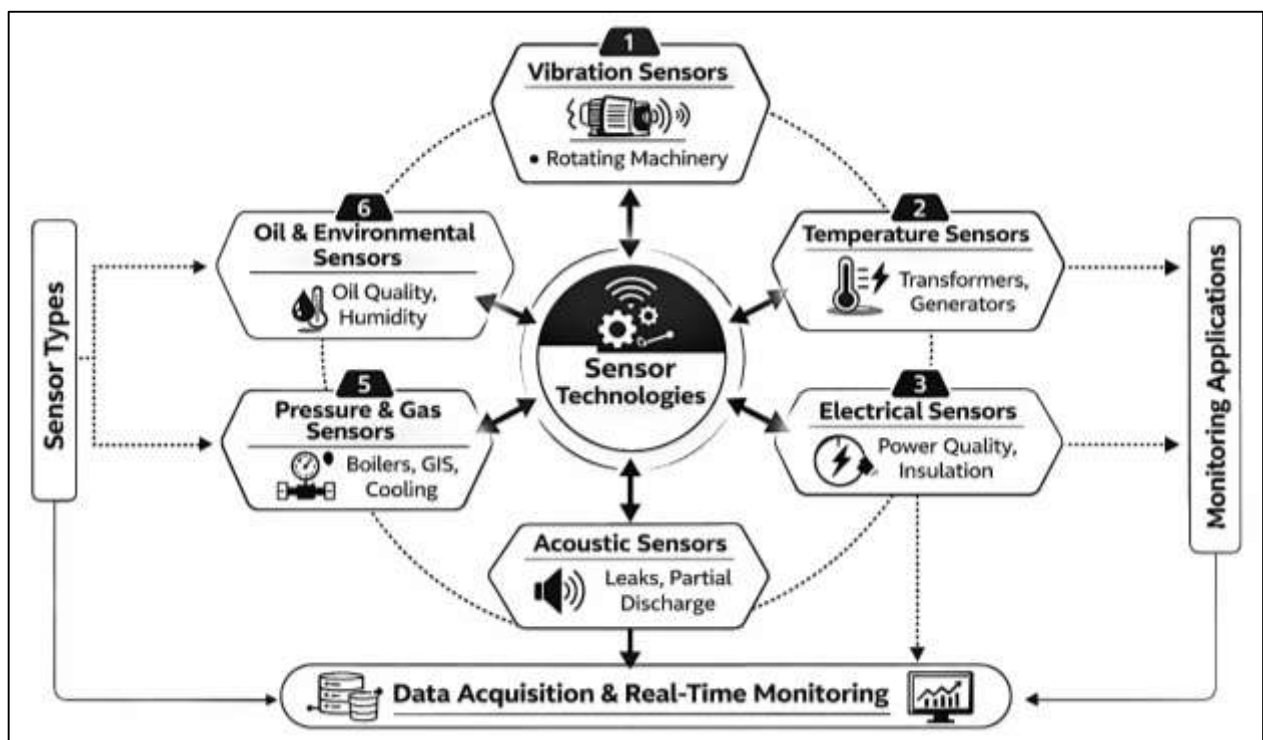 1
Vibration Sensors
• Rotating Machinery
6
Oil & Environmental
Sensors
Oil Quality,
Humidity
2
Temperature Sensors
Transformers,
Generators
Sensor Types
Sensor
Technologies
Monitoring Applications
5
Pressure & Gas
Sensors
Boilers, GIS,
Cooling
3
Electrical Sensors
Power Quality,
Insulation
Acoustic Sensors
Leaks, Partial
Discharge
Data Acquisition & Real-Time Monitoring